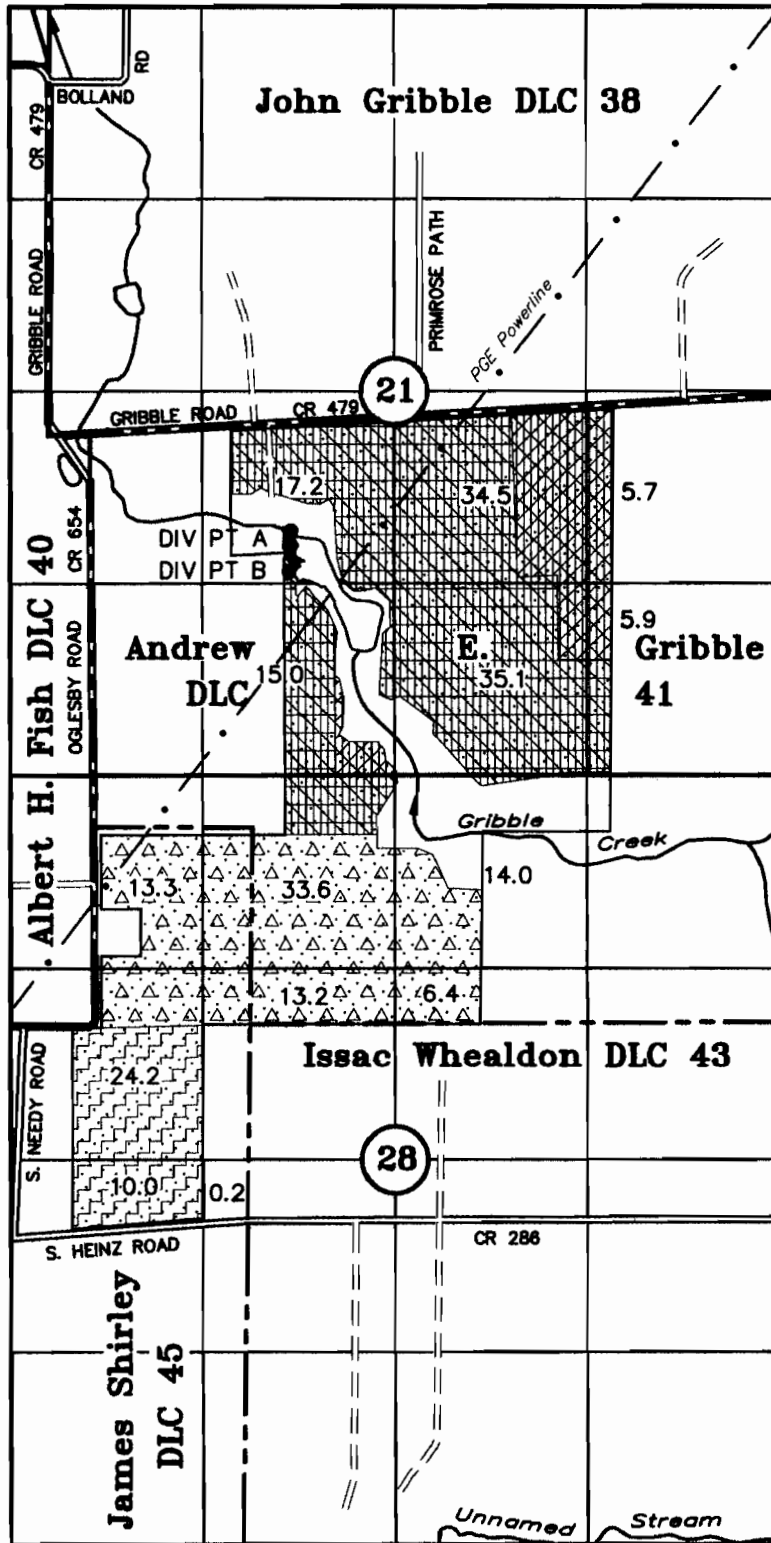 RD
BOLLAND
CR 479
John Gribble DLC 38
PRIMROSE PATH
PGE Powerline
GRIBBLE ROAD
21
GRIBBLE ROAD CR 479
17.2
34.5
5.7
DIV PT A
DIV PT B
CR 654
OGLESBY ROAD
Albert H. Fish DLC 40
5.9
Andrew E. Gribble
DLC 41
15.0
35.1
Gribble Creek
13.3
33.6
14.0
13.2
6.4
Issac Whealdon DLC 43
S. NEEDY ROAD
24.2
28
10.0
0.2
S. HEINZ ROAD
CR 286
James Shirley
DLC 45
Unnamed Stream